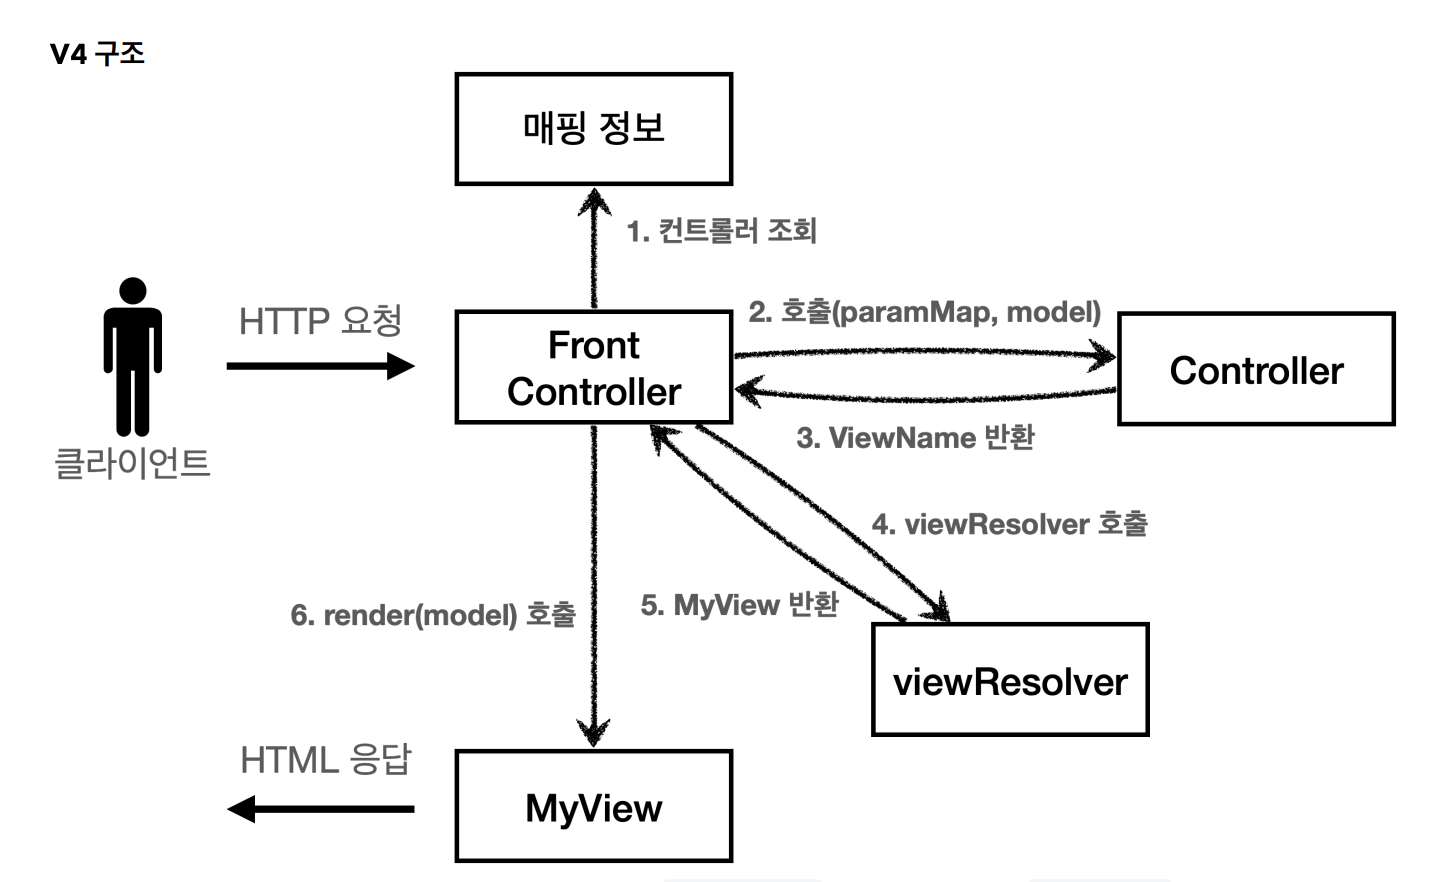 V4 구조
매핑 정보
1. 컨트롤러 조회
HTTP 요청
클라이언트
Front
Controller
2. 호출(paramMap, model)
Controller
3. ViewName 반환
4. viewResolver 호출
5. MyView 반환
6. render(model) 호출
viewResolver
HTML 응답
MyView